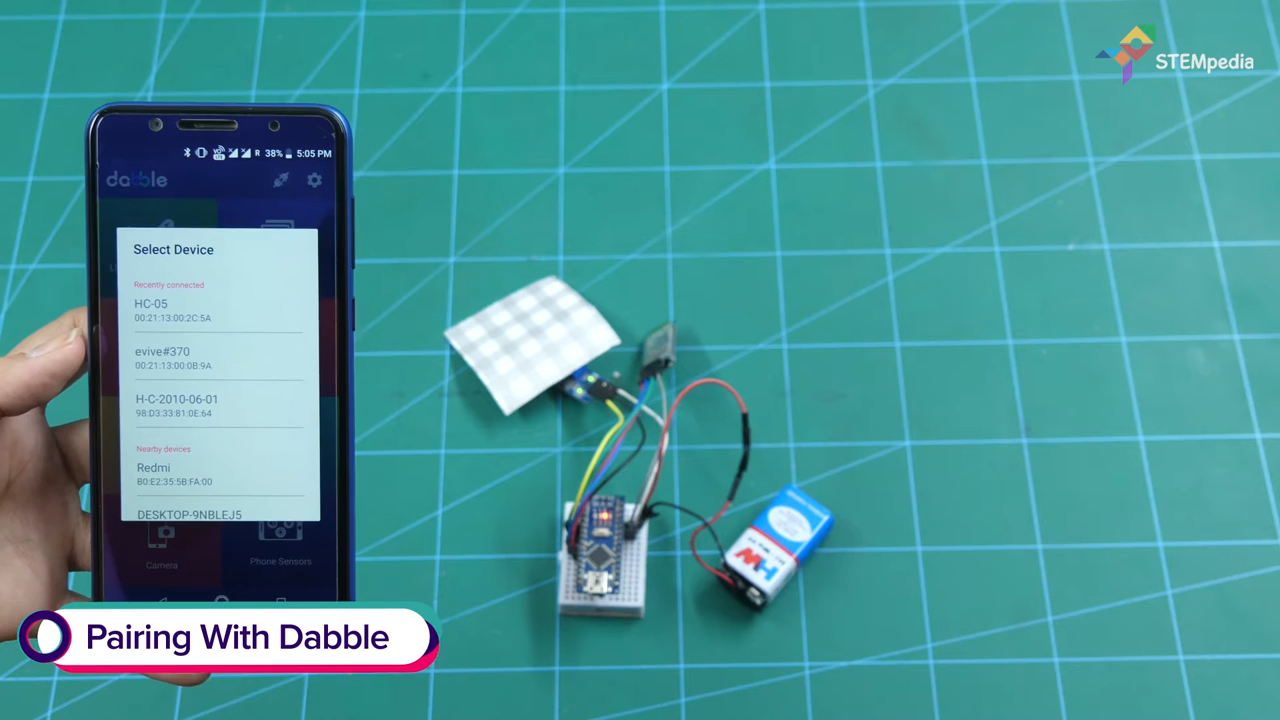 STEMpedia
38% 5:05 PM
dabble
Select Device
Recently connected
HC-05
00:21:13:00:2C:5A
evive#370
00:21:13:00:0B:9A
H-C-2010-06-01
98:D3:33:81:0E:64
Nearby devices
Redmi
B0:E2:35:5B:FA:00
DESKTOP-9NBLEJ5
Camera
Phone Sensors
HW
Pairing With Dabble